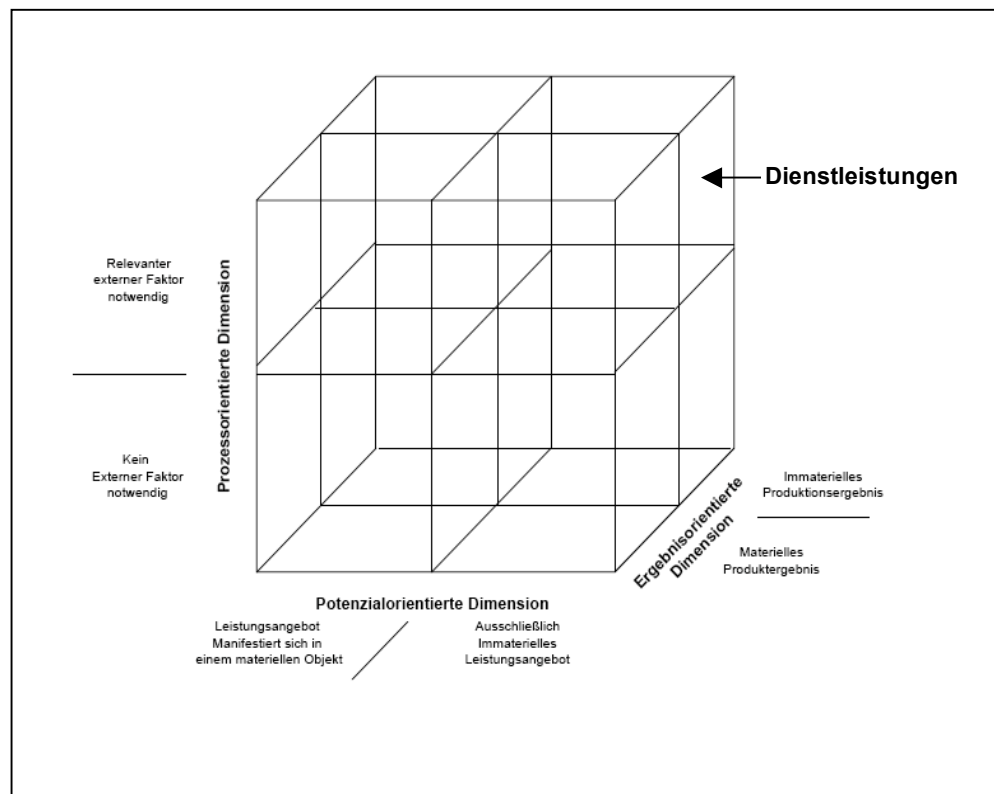 Dienstleistungen
Relevanter
externer Faktor
notwendig
Prozessorientierte Dimension
Kein
Externer Faktor
notwendig
Immaterielles
Produktionsergebnis
Ergebnisorientierte
Dimension
Materielles
Produktergebnis
Potenzialorientierte Dimension
Leistungsangebot
Manifestiert sich in
einem materiellen Objekt
Ausschließlich
Immaterielles
Leistungsangebot